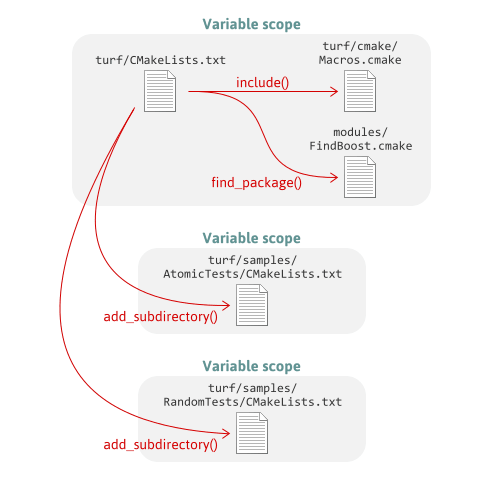 Variable scope
turf/CMakeLists.txt
turf/cmake/
Macros.cmake
include()
modules/
FindBoost.cmake
find_package()
Variable scope
turf/samples/
AtomicTests/CMakeLists.txt
add_subdirectory()
Variable scope
turf/samples/
RandomTests/CMakeLists.txt
add_subdirectory()